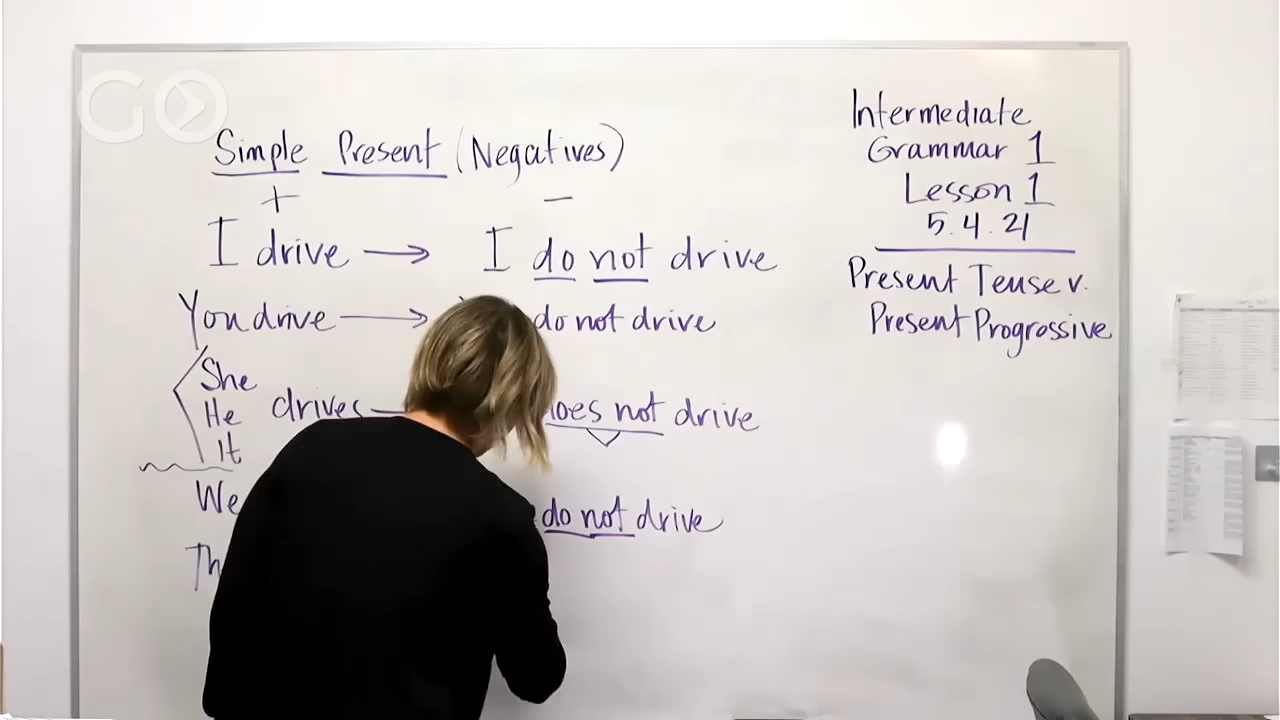 GO
Simple Present (Negatives)
+ −
I drive → I do not drive
You drive → do not drive
She
He drives does not drive
It
We do not drive
Intermediate
Grammar 1
Lesson 1
5.4.21
Present Tense v.
Present Progressive